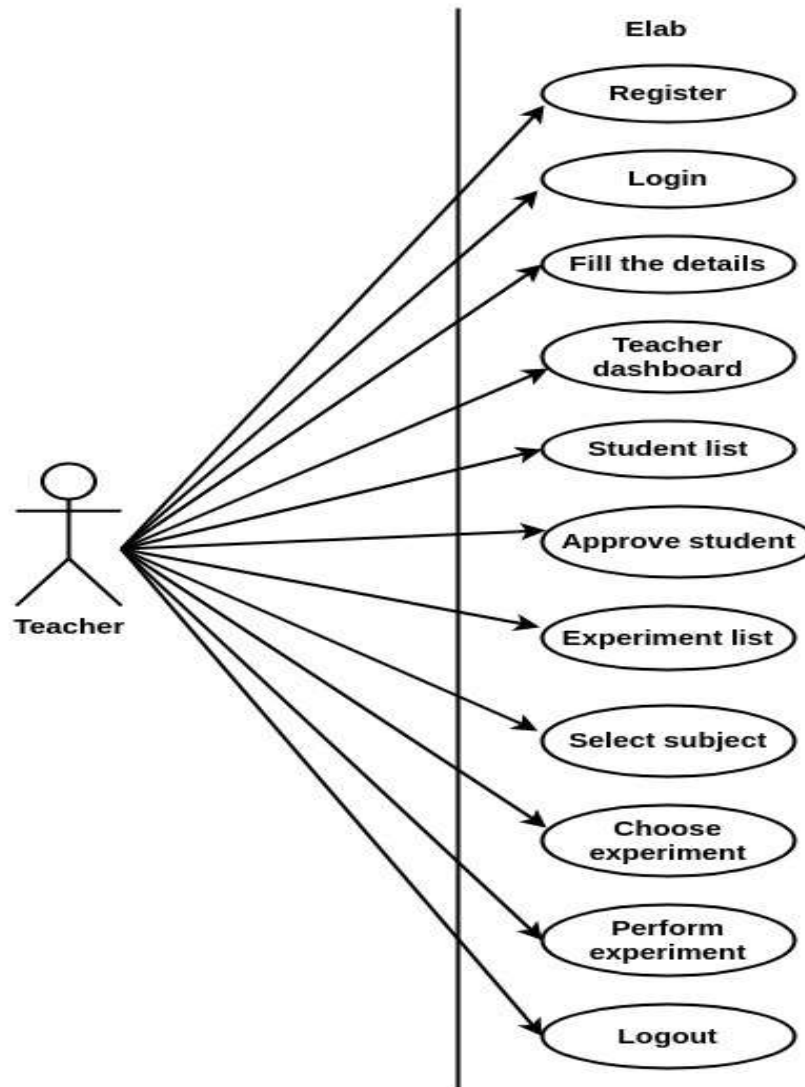 Elab
Register
Login
Fill the details
Teacher
dashboard
Student list
Approve student
Experiment list
Teacher
Select subject
Choose
experiment
Perform
experiment
Logout